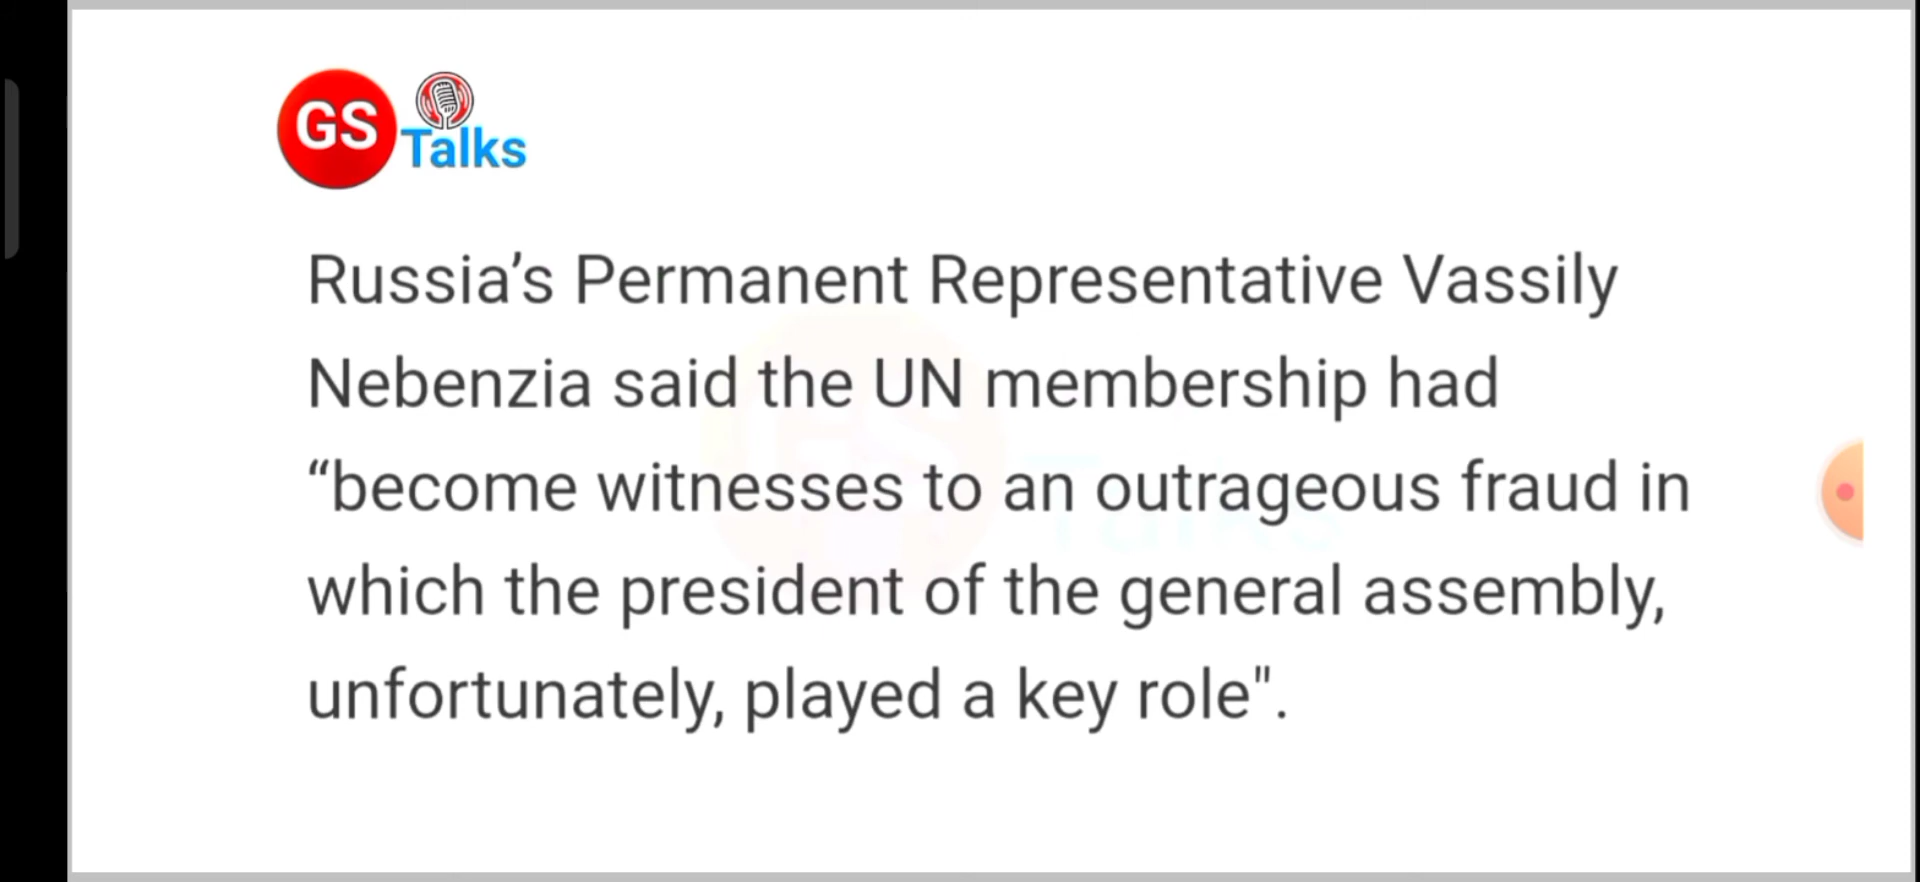 GS
Talks
Russia’s Permanent Representative Vassily
Nebenzia said the UN membership had
“become witnesses to an outrageous fraud in
which the president of the general assembly,
unfortunately, played a key role".